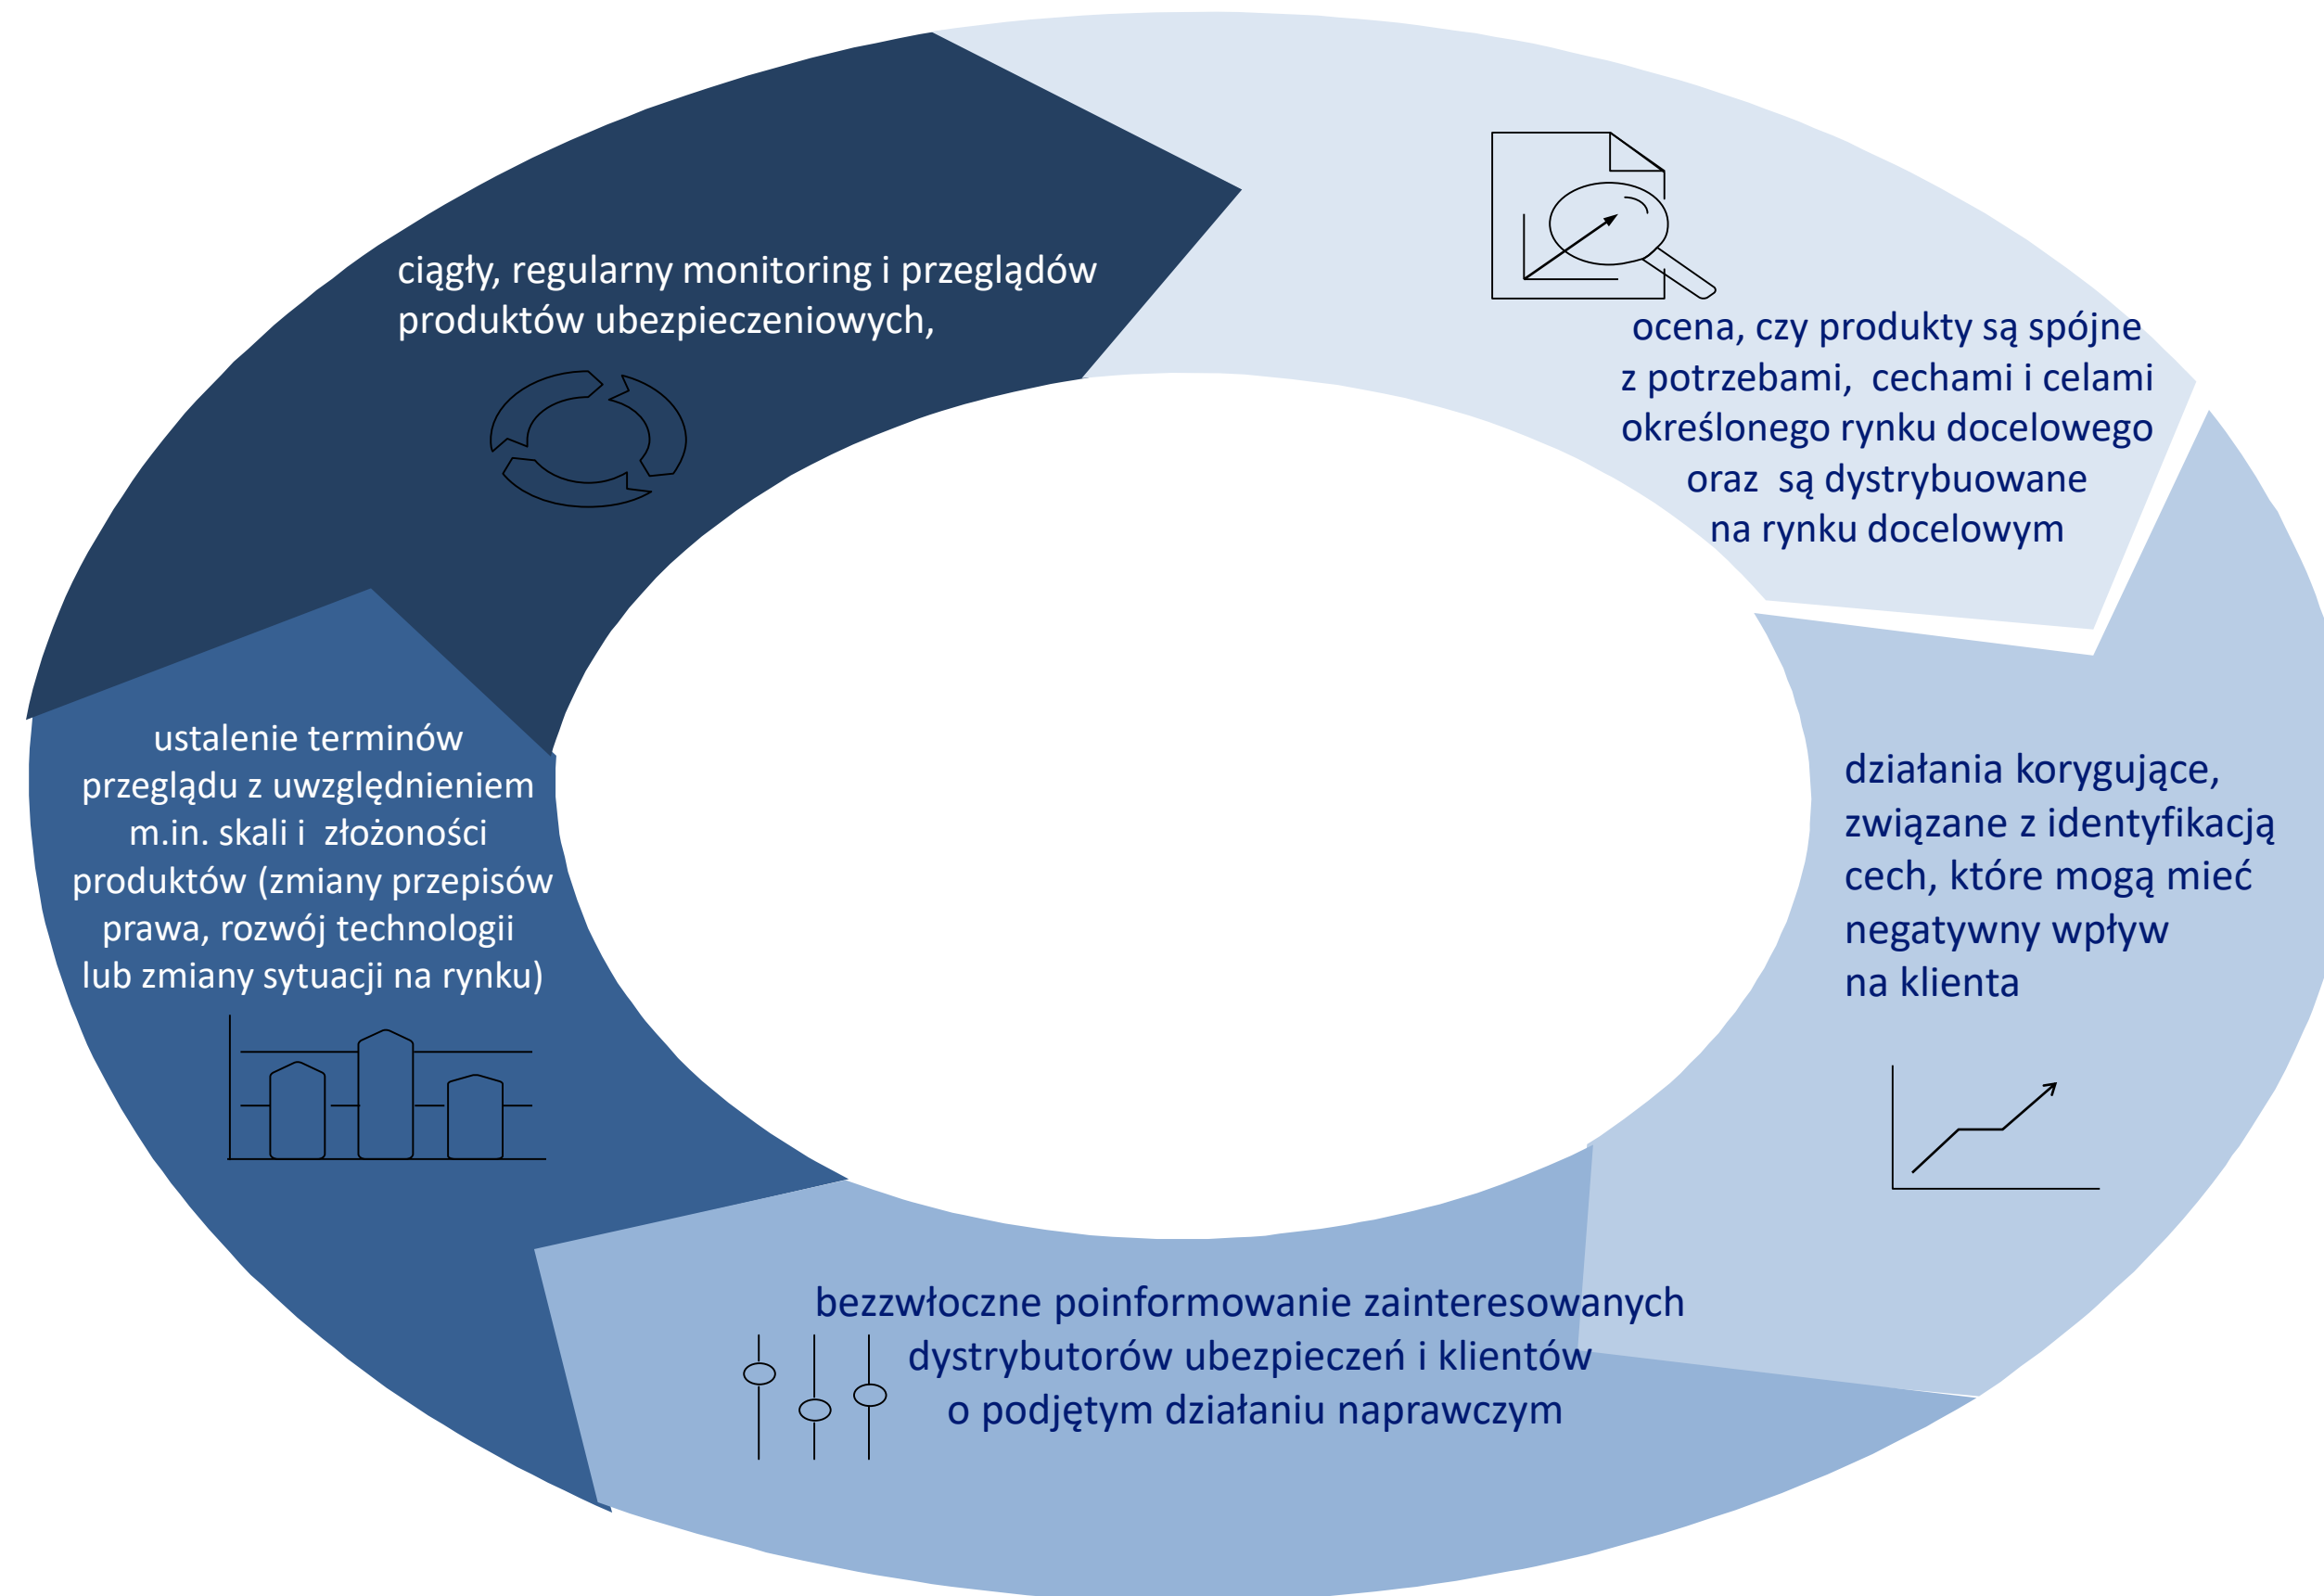 ciągły, regularny monitoring i przeglądów
produktów ubezpieczeniowych,
ocena, czy produkty są spójne
z potrzebami, cechami i celami
określonego rynku docelowego
oraz są dystrybuowane
na rynku docelowym
działania korygujące,
związane z identyfikacją
cech, które mogą mieć
negatywny wpływ
na klienta
bezzwłoczne poinformowanie zainteresowanych
dystrybutorów ubezpieczeń i klientów
o podjętym działaniu naprawczym
ustalenie terminów
przeglądu z uwzględnieniem
m.in. skali i złożoności
produktów (zmiany przepisów
prawa, rozwój technologii
lub zmiany sytuacji na rynku)